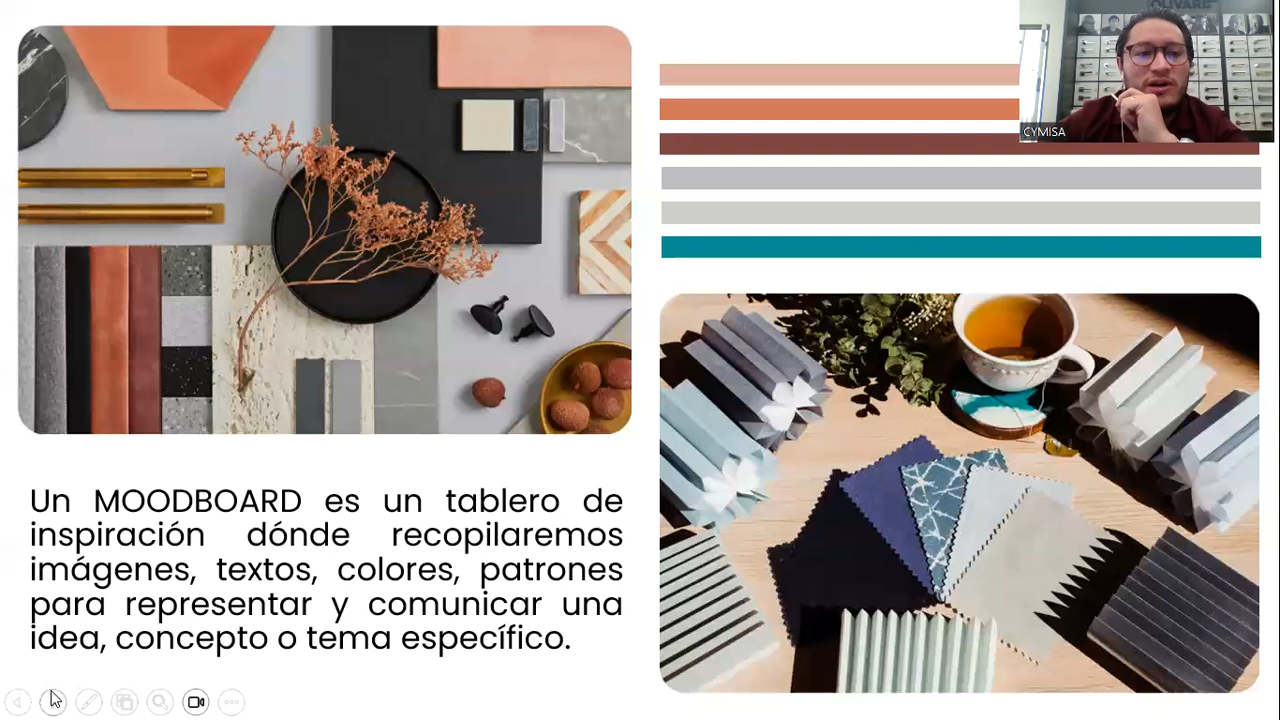 OLIVARE
CYMISA
Un MOODBOARD es un tablero de
inspiración dónde recopilaremos
imágenes, textos, colores, patrones
para representar y comunicar una
idea, concepto o tema específico.